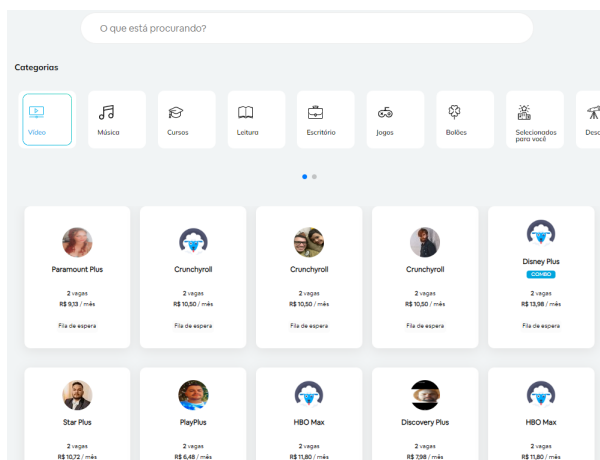 O que está procurando?
Categorias
Vídeo
Música
Cursos
Leitura
Escritório
Jogos
Bolões
Selecionados
para você
Desc
Paramount Plus
2 vagas
R$ 9,13 / mês
Fila de espera
Crunchyroll
2 vagas
R$ 10,50 / mês
Fila de espera
Crunchyroll
2 vagas
R$ 10,50 / mês
Fila de espera
Crunchyroll
2 vagas
R$ 10,50 / mês
Fila de espera
Disney Plus
COMBO
2 vagas
R$ 13,98 / mês
Fila de espera
Star Plus
2 vagas
R$ 10,72 / mês
PlayPlus
2 vagas
R$ 6,48 / mês
HBO Max
2 vagas
R$ 11,80 / mês
Discovery Plus
2 vagas
R$ 7,98 / mês
HBO Max
2 vagas
R$ 11,80 / mês